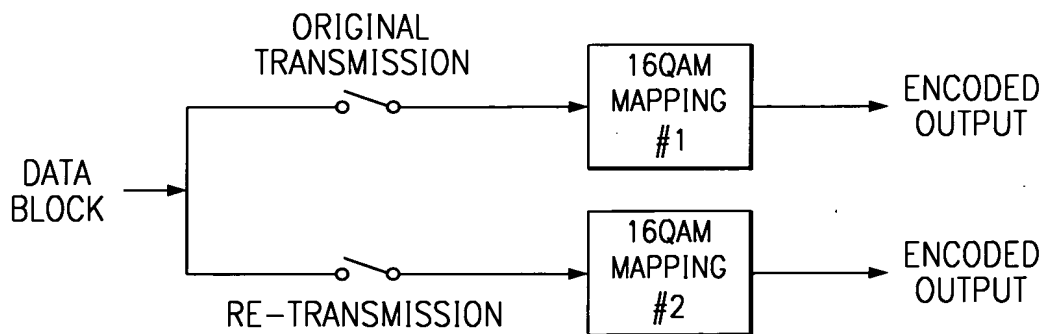 ORIGINAL
TRANSMISSION
16QAM
MAPPING
#1
ENCODED
OUTPUT
DATA
BLOCK
RE-TRANSMISSION
16QAM
MAPPING
#2
ENCODED
OUTPUT